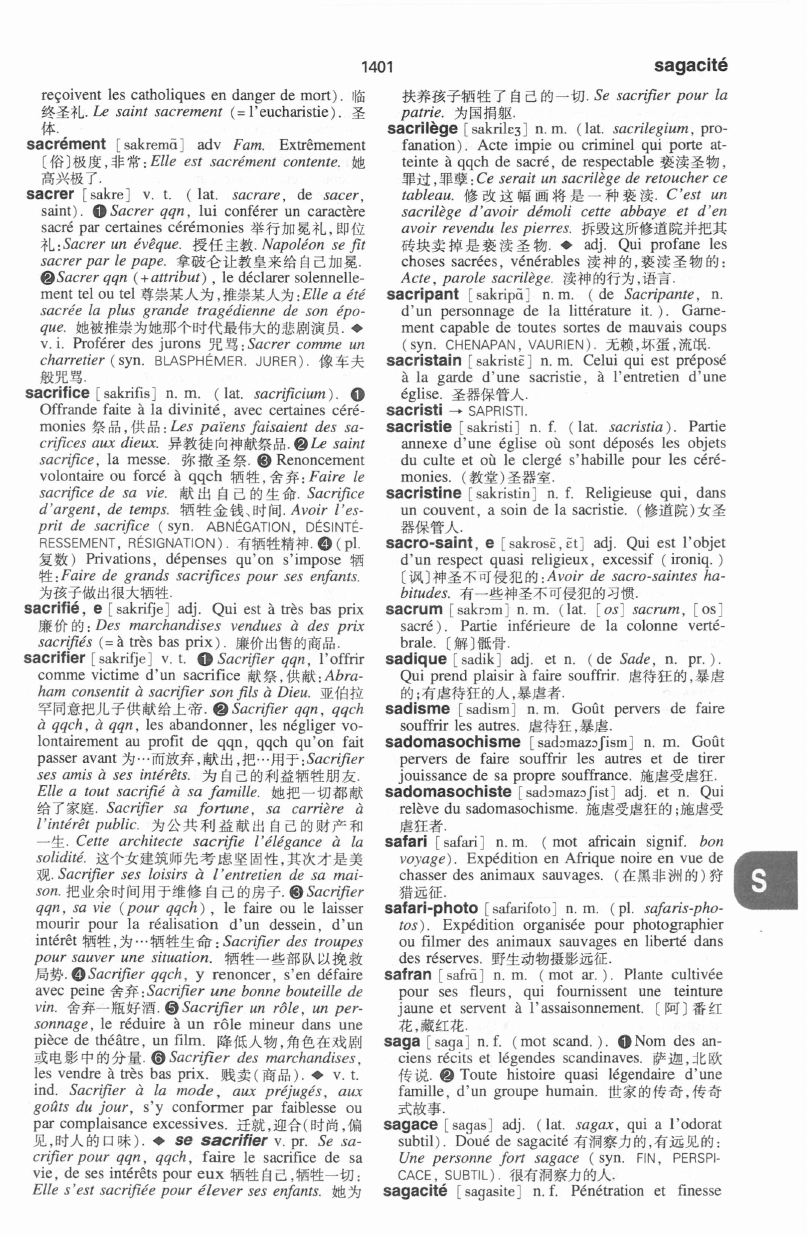 1401
sagacité
reçoivent les catholiques en danger de mort). 临
终圣礼. Le saint sacrement (= l'eucharistie). 圣
体.
sacrément [sakremɑ̃] adv Fam. Extrêmement
〔俗〕极度,非常:Elle est sacrément contente. 她
高兴极了.
sacrer [sakre] v. t. (lat. sacrare, de sacer,
saint). ❶ Sacrer qqn, lui conférer un caractère
sacré par certaines cérémonies 举行加冕礼,即位
礼:Sacrer un évêque. 授任主教. Napoléon se fit
sacrer par le pape. 拿破仑让教皇来给自己加冕.
❷ Sacrer qqn (+attribut), le déclarer solennelle-
ment tel ou tel 尊崇某人为,推崇某人为:Elle a été
sacrée la plus grande tragédienne de son épo-
que. 她被推崇为她那个时代最伟大的悲剧演员. ◆
v. i. Proférer des jurons 咒骂:Sacrer comme un
charretier (syn. BLASPHÉMER. JURER). 像车夫
般咒骂.
sacrifice [sakrifis] n. m. (lat. sacrificium). ❶
Offrande faite à la divinité, avec certaines céré-
monies 祭品,供品:Les païens faisaient des sa-
crifices aux dieux. 异教徒向神献祭品. ❷ Le saint
sacrifice, la messe. 弥撒圣祭. ❸ Renoncement
volontaire ou forcé à qqch 牺牲,舍弃:Faire le
sacrifice de sa vie. 献出自己的生命. Sacrifice
d'argent, de temps. 牺牲金钱、时间. Avoir l'es-
prit de sacrifice (syn. ABNÉGATION, DÉSINTÉ-
RESSEMENT, RÉSIGNATION). 有牺牲精神. ❹ (pl.
复数) Privations, dépenses qu'on s'impose 牺
牲:Faire de grands sacrifices pour ses enfants.
为孩子做出很大牺牲.
sacrifié, e [sakrifje] adj. Qui est à très bas prix
廉价的:Des marchandises vendues à des prix
sacrifiés (= à très bas prix). 廉价出售的商品.
sacrifier [sakrifje] v. t. ❶ Sacrifier qqn, l'offrir
comme victime d'un sacrifice 献祭,供献:Abra-
ham consentit à sacrifier son fils à Dieu. 亚伯拉
罕同意把儿子供献给上帝. ❷ Sacrifier qqn, qqch
à qqch, à qqn, les abandonner, les négliger vo-
lontairement au profit de qqn, qqch qu'on fait
passer avant 为…而放弃,献出,把…用于:Sacrifier
ses amis à ses intérêts. 为自己的利益牺牲朋友.
Elle a tout sacrifié à sa famille. 她把一切都献
给了家庭. Sacrifier sa fortune, sa carrière à
l'intérêt public. 为公共利益献出自己的财产和
一生. Cette architecte sacrifie l'élégance à la
solidité. 这个女建筑师先考虑坚固性,其次才是美
观. Sacrifier ses loisirs à l'entretien de sa mai-
son. 把业余时间用于维修自己的房子. ❸ Sacrifier
qqn, sa vie (pour qqch), le faire ou le laisser
mourir pour la réalisation d'un dessein, d'un
intérêt 牺牲,为…牺牲生命:Sacrifier des troupes
pour sauver une situation. 牺牲一些部队以挽救
局势. ❹ Sacrifier qqch, y renoncer, s'en défaire
avec peine 舍弃:Sacrifier une bonne bouteille de
vin. 舍弃一瓶好酒. ❺ Sacrifier un rôle, un per-
sonnage, le réduire à un rôle mineur dans une
pièce de théâtre, un film. 降低人物,角色在戏剧
或电影中的分量. ❻ Sacrifier des marchandises,
les vendre à très bas prix. 贱卖(商品). ◆ v. t.
ind. Sacrifier à la mode, aux préjugés, aux
goûts du jour, s'y conformer par faiblesse ou
par complaisance excessives. 迁就,迎合(时尚,偏
见,时人的口味). ◆ se sacrifier v. pr. Se sa-
crifier pour qqn, qqch, faire le sacrifice de sa
vie, de ses intérêts pour eux 牺牲自己,牺牲一切:
Elle s'est sacrifiée pour élever ses enfants. 她为
扶养孩子牺牲了自己的一切. Se sacrifier pour la
patrie. 为国捐躯.
sacrilège [sakrilɛʒ] n. m. (lat. sacrilegium, pro-
fanation). Acte impie ou criminel qui porte at-
teinte à qqch de sacré, de respectable 亵渎圣物,
罪过,罪孽:Ce serait un sacrilège de retoucher ce
tableau. 修改这幅画将是一种亵渎. C'est un
sacrilège d'avoir démoli cette abbaye et d'en
avoir revendu les pierres. 拆毁这所修道院并把其
砖块卖掉是亵渎圣物. ◆ adj. Qui profane les
choses sacrées, vénérables 渎神的,亵渎圣物的:
Acte, parole sacrilège. 渎神的行为,语言.
sacripant [sakripɑ̃] n. m. (de Sacripante, n.
d'un personnage de la littérature it.). Garne-
ment capable de toutes sortes de mauvais coups
(syn. CHENAPAN, VAURIEN). 无赖,坏蛋,流氓.
sacristain [sakristɛ̃] n. m. Celui qui est préposé
à la garde d'une sacristie, à l'entretien d'une
église. 圣器保管人.
sacristi → SAPRISTI.
sacristie [sakristi] n. f. (lat. sacristia). Partie
annexe d'une église où sont déposés les objets
du culte et où le clergé s'habille pour les céré-
monies. (教堂)圣器室.
sacristine [sakristin] n. f. Religieuse qui, dans
un couvent, a soin de la sacristie. (修道院)女圣
器保管人.
sacro-saint, e [sakrosɛ̃, ɛ̃t] adj. Qui est l'objet
d'un respect quasi religieux, excessif (ironiq.)
〔讽〕神圣不可侵犯的:Avoir de sacro-saintes ha-
bitudes. 有一些神圣不可侵犯的习惯.
sacrum [sakrɔm] n. m. (lat. [os] sacrum, [os]
sacré). Partie inférieure de la colonne verté-
brale. 〔解〕骶骨.
sadique [sadik] adj. et n. (de Sade, n. pr.).
Qui prend plaisir à faire souffrir. 虐待狂的,暴虐
的;有虐待狂的人,暴虐者.
sadisme [sadism] n. m. Goût pervers de faire
souffrir les autres. 虐待狂,暴虐.
sadomasochisme [sadɔmazɔʃism] n. m. Goût
pervers de faire souffrir les autres et de tirer
jouissance de sa propre souffrance. 施虐受虐狂.
sadomasochiste [sadɔmazɔʃist] adj. et n. Qui
relève du sadomasochisme. 施虐受虐狂的;施虐受
虐狂者.
safari [safari] n. m. (mot africain signif. bon
voyage). Expédition en Afrique noire en vue de
chasser des animaux sauvages. (在黑非洲的)狩
猎远征.
safari-photo [safarifoto] n. m. (pl. safaris-pho-
tos). Expédition organisée pour photographier
ou filmer des animaux sauvages en liberté dans
des réserves. 野生动物摄影远征.
safran [safrɑ̃] n. m. (mot ar.). Plante cultivée
pour ses fleurs, qui fournissent une teinture
jaune et servent à l'assaisonnement. [阿]番红
花,藏红花.
saga [saga] n. f. (mot scand.). ❶ Nom des an-
ciens récits et légendes scandinaves. 萨迦,北欧
传说. ❷ Toute histoire quasi légendaire d'une
famille, d'un groupe humain. 世家的传奇,传奇
式故事.
sagace [sagas] adj. (lat. sagax, qui a l'odorat
subtil). Doué de sagacité 有洞察力的,有远见的:
Une personne fort sagace (syn. FIN, PERSPI-
CACE, SUBTIL). 很有洞察力的人.
sagacité [sagasite] n. f. Pénétration et finesse
S